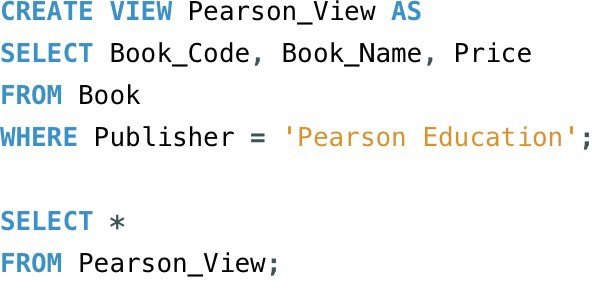 CREATE VIEW Pearson_View AS
SELECT Book_Code, Book_Name, Price
FROM Book
WHERE Publisher = 'Pearson Education';
SELECT *
FROM Pearson_View;